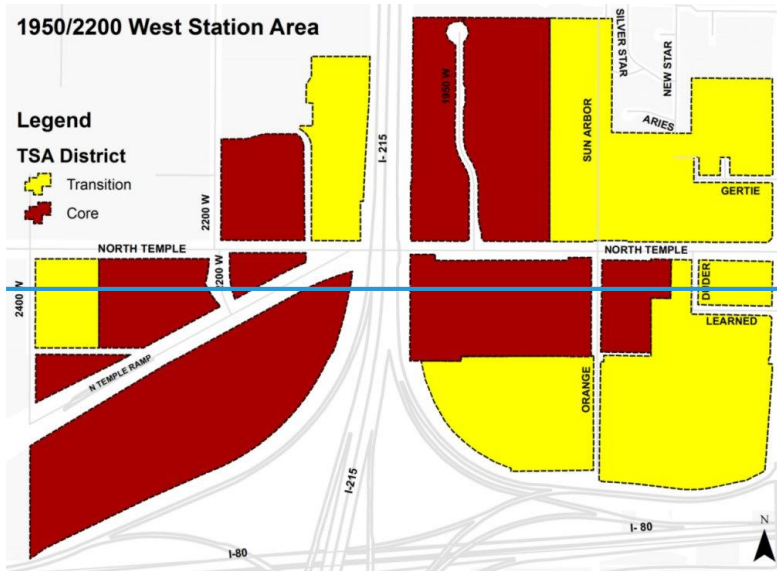 1950/2200 West Station Area
Legend
TSA District
Transition
Core
SILVER STAR
NEW STAR
ARIES
1950 W
I- 215
SUN ARBOR
GERTIE
2200 W
NORTH TEMPLE
NORTH TEMPLE
2200 W
2400 W
DUDER
LEARNED
N TEMPLE RAMP
ORANGE
I-215
I-80
I- 80
N